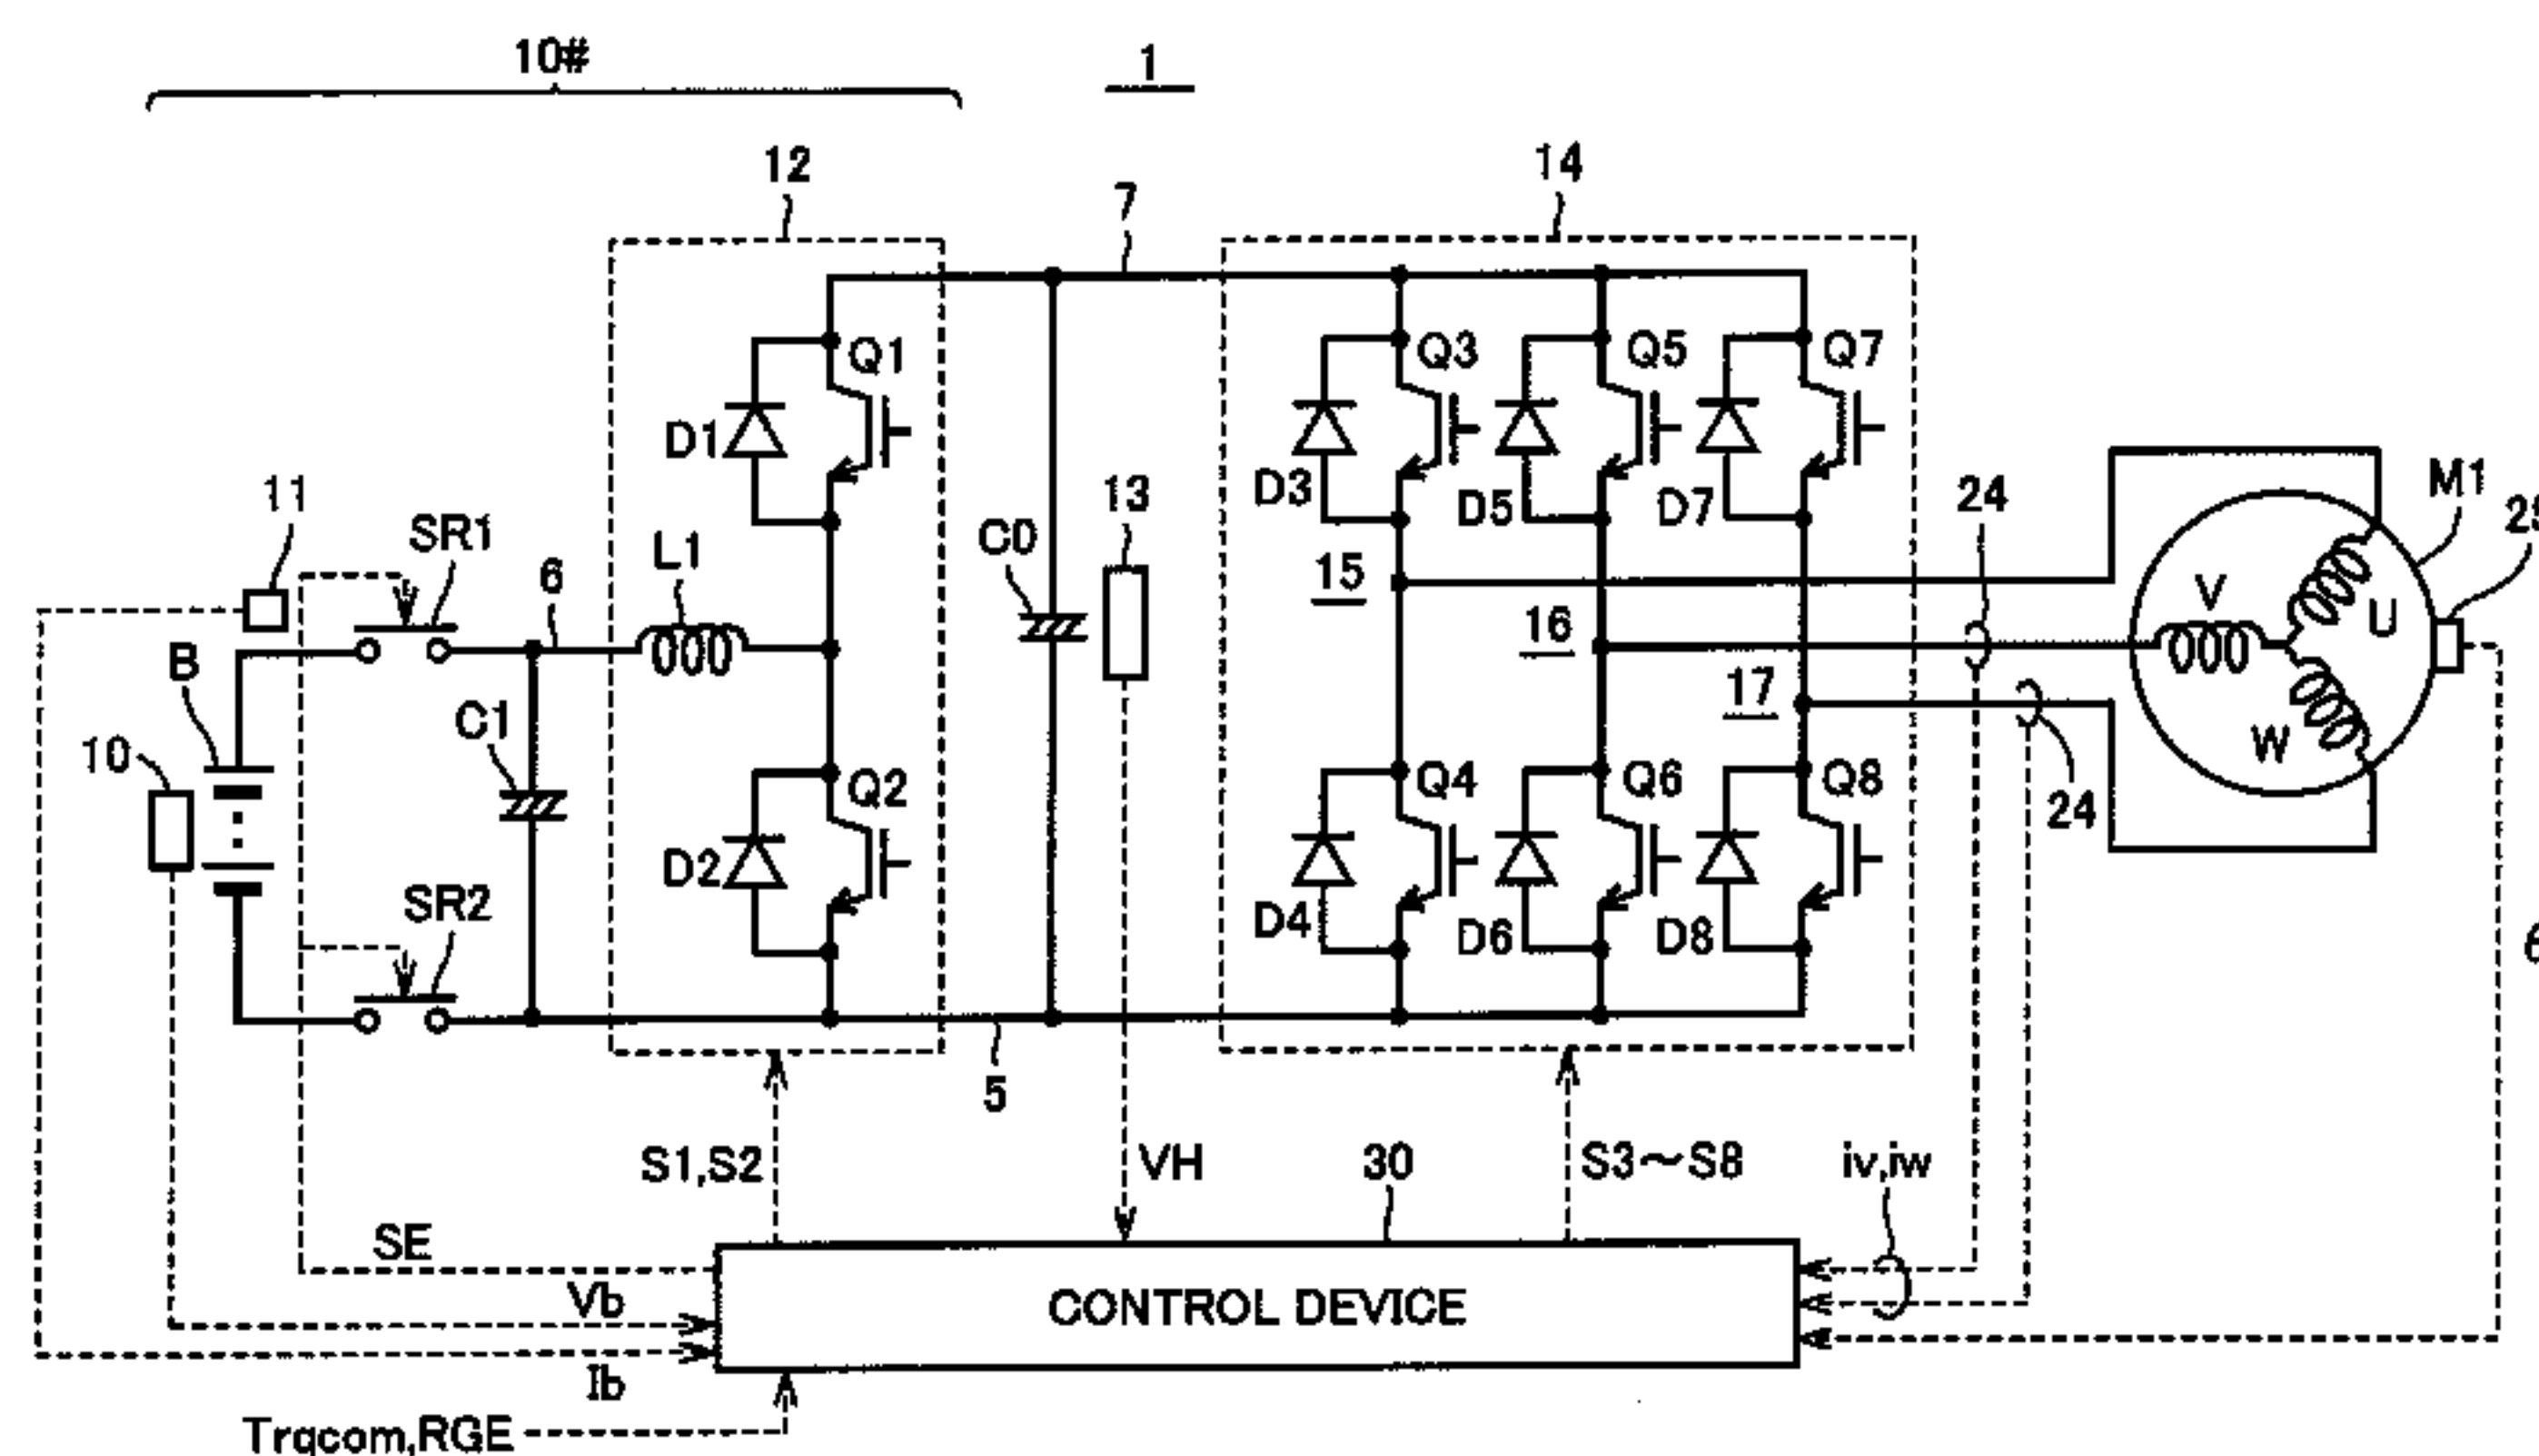 10#
1
12
14
7
Q1
Q3
Q5
Q7
D1
M1
11
13
D3
D5
D7
24
SR1
C0
6
L1
15
V
U
16
B
17
C1
W
10
Q2
Q4
Q6
Q8
24
D2
SR2
D4
D6
D8
5
S1,S2
VH
30
S3~S8
iv,iw
SE
Vb
CONTROL DEVICE
Ib
Trqcom,RGE